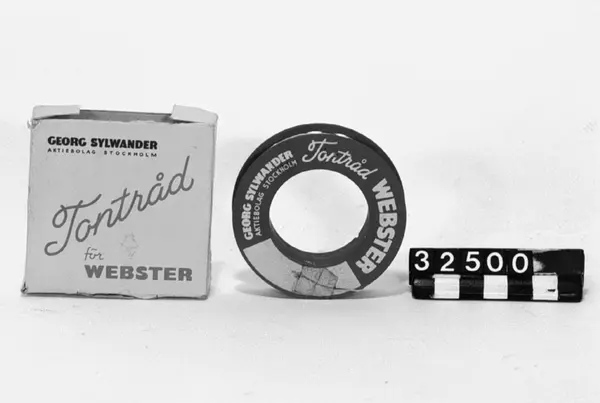 GEORG SYLWANDER
AKTIEBOLAG STOCKHOLM
Tontråd
för
WEBSTER
GEORG SYLWANDER
AKTIEBOLAG STOCKHOLM
Tontråd
WEBSTER
32500